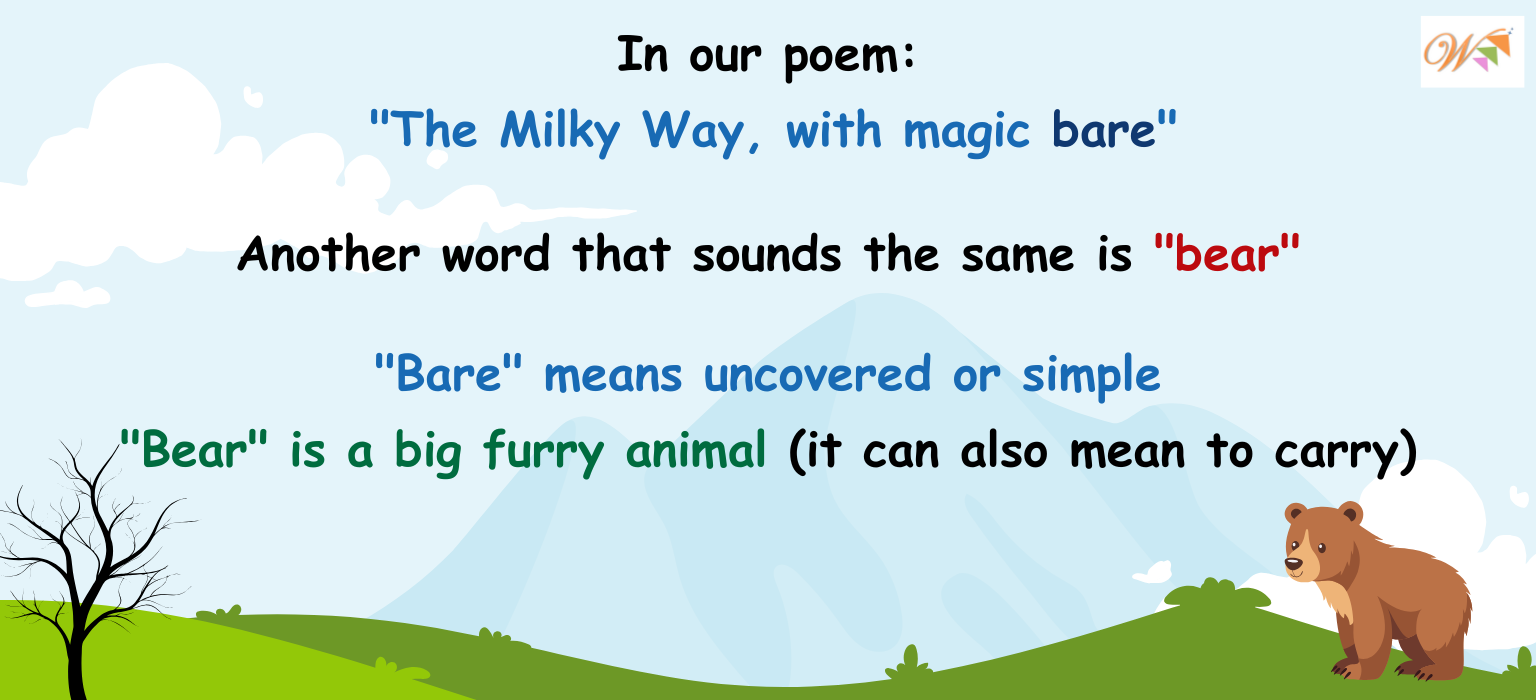 In our poem:
"The Milky Way, with magic bare"
Another word that sounds the same is "bear"
"Bare" means uncovered or simple
"Bear" is a big furry animal (it can also mean to carry)
W